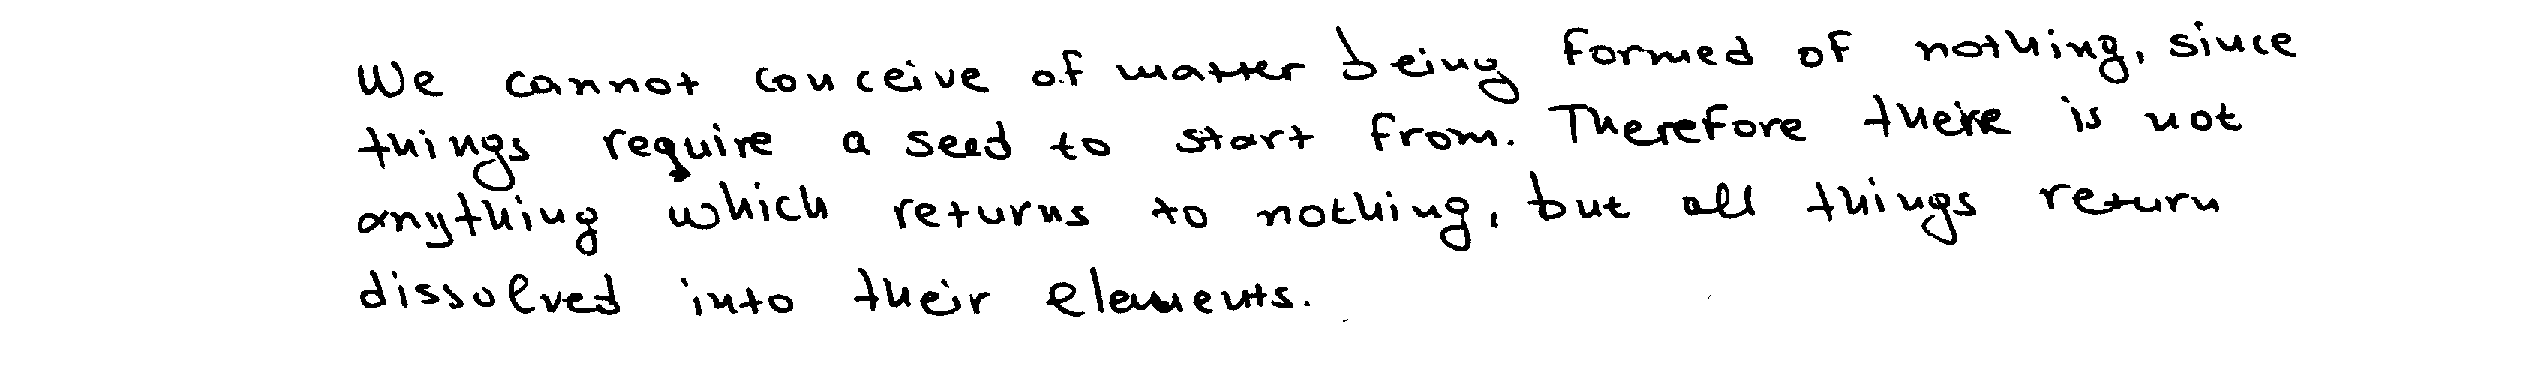 We cannot conceive of matter being formed of nothing, since
things require a seed to start from. Therefore there is not
anything which returns to nothing, but all things return
dissolved into their elements.